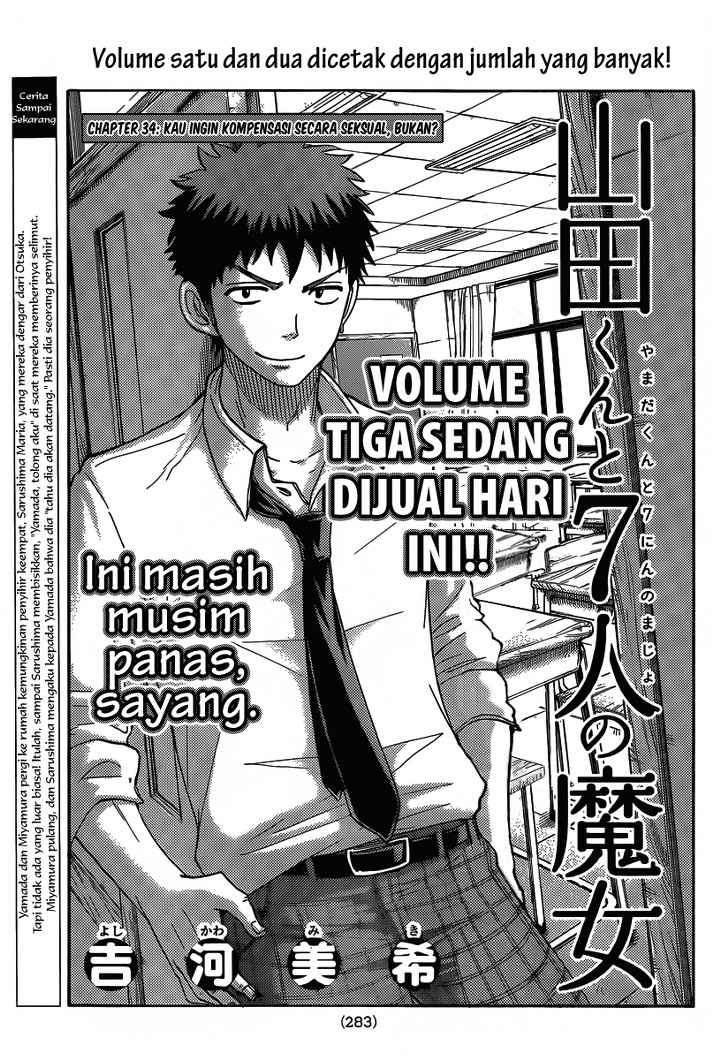 Volume satu dan dua dicetak dengan jumlah yang banyak!
Cerita
Sampai
Sekarang
Yamada dan Miyamura pergi ke rumah kemungkinan penyihir keempat, Sarushima Maria, yang mereka dengar dari Otsuka.
Tapi tidak ada yang luar biasa! Itulah, sampai Sarushima membisikkan, "Yamada, tolong aku" di saat mereka memberinya selimut.
Miyamura pulang, dan Sarushima mengaku kepada Yamada bahwa dia "tahu dia akan datang." Pasti dia seorang penyihir!
CHAPTER 34: KAU INGIN KOMPENSASI SECARA SEKSUAL, BUKAN?
山田くんと7人の魔女
やまだくんと7にんのまじょ
VOLUME
TIGA SEDANG
DIJUAL HARI
INI!!
Ini masih
musim
panas,
sayang.
よし かわ み き
吉河美希
(283)